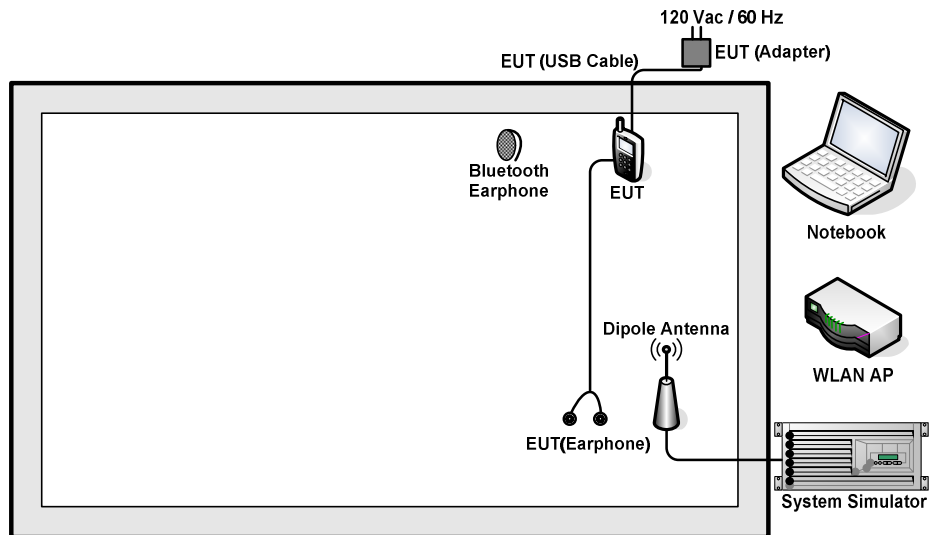 120 Vac / 60 Hz
EUT (Adapter)
EUT (USB Cable)
Bluetooth
Earphone
EUT
Notebook
Dipole Antenna
WLAN AP
EUT(Earphone)
System Simulator